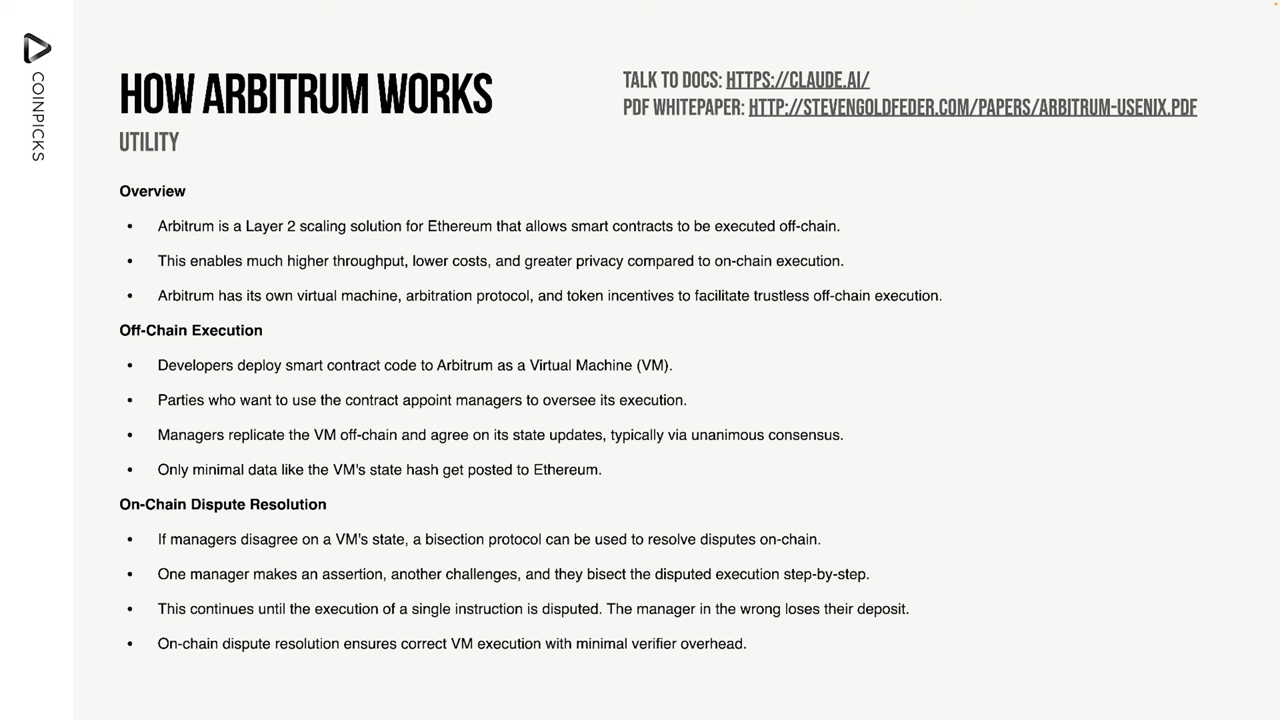 COINPICKS
HOW ARBITRUM WORKS
UTILITY
TALK TO DOCS: HTTPS://CLAUDE.AI/
PDF WHITEPAPER: HTTP://STEVENGOLDFEDER.COM/PAPERS/ARBITRUM-USENIX.PDF
Overview
• Arbitrum is a Layer 2 scaling solution for Ethereum that allows smart contracts to be executed off-chain.
• This enables much higher throughput, lower costs, and greater privacy compared to on-chain execution.
• Arbitrum has its own virtual machine, arbitration protocol, and token incentives to facilitate trustless off-chain execution.
Off-Chain Execution
• Developers deploy smart contract code to Arbitrum as a Virtual Machine (VM).
• Parties who want to use the contract appoint managers to oversee its execution.
• Managers replicate the VM off-chain and agree on its state updates, typically via unanimous consensus.
• Only minimal data like the VM's state hash get posted to Ethereum.
On-Chain Dispute Resolution
• If managers disagree on a VM's state, a bisection protocol can be used to resolve disputes on-chain.
• One manager makes an assertion, another challenges, and they bisect the disputed execution step-by-step.
• This continues until the execution of a single instruction is disputed. The manager in the wrong loses their deposit.
• On-chain dispute resolution ensures correct VM execution with minimal verifier overhead.